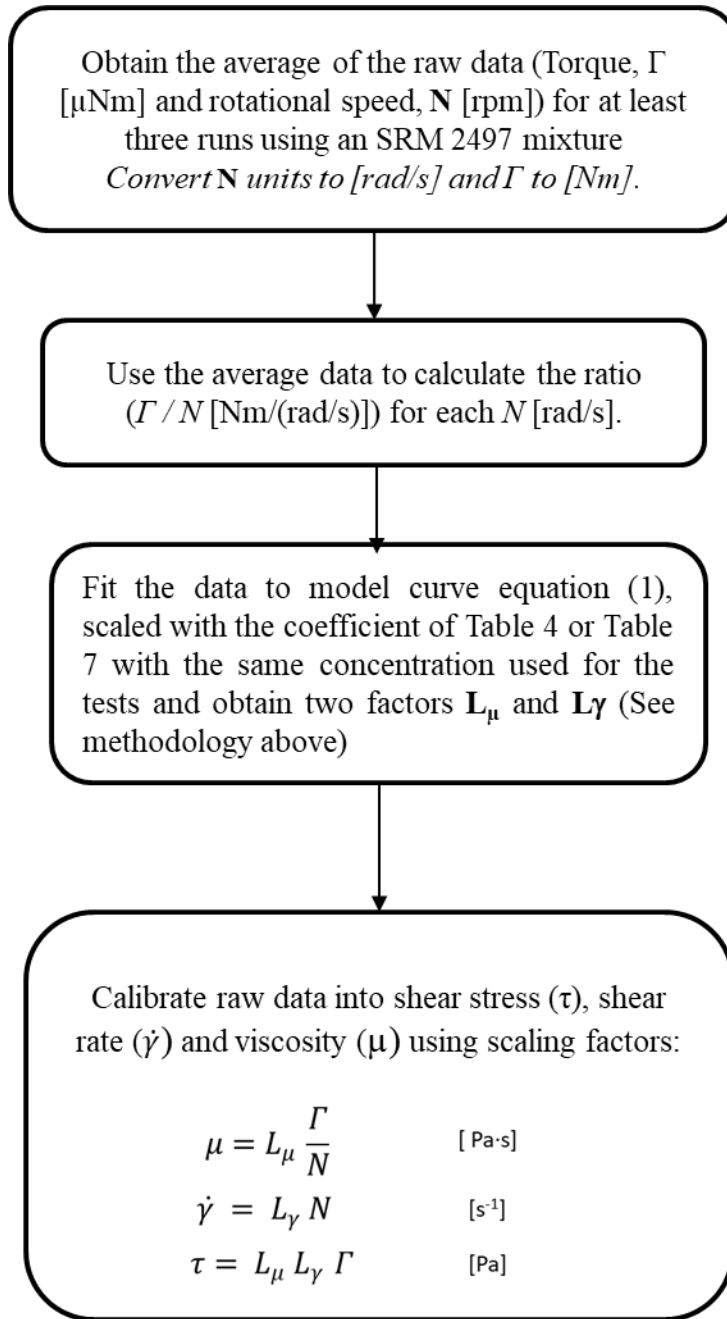 Obtain the average of the raw data (Torque, Γ
[μNm] and rotational speed, N [rpm]) for at least
three runs using an SRM 2497 mixture
Convert N units to [rad/s] and Γ to [Nm].
Use the average data to calculate the ratio
(Γ / N [Nm/(rad/s)]) for each N [rad/s].
Fit the data to model curve equation (1),
scaled with the coefficient of Table 4 or Table
7 with the same concentration used for the
tests and obtain two factors Lμ and Lγ (See
methodology above)
Calibrate raw data into shear stress (τ), shear
rate (γ̇) and viscosity (μ) using scaling factors:
μ = Lμ Γ/N [ Pa·s]
γ̇ = Lγ N [s⁻¹]
τ = Lμ Lγ Γ [Pa]